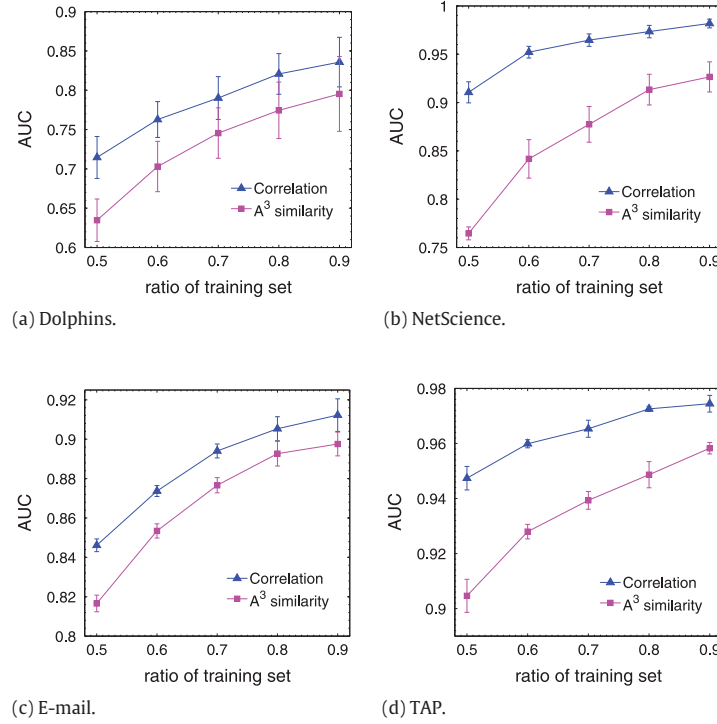 0.9
0.85
0.8
0.75
0.7
0.65
0.6
AUC
0.5 0.6 0.7 0.8 0.9
ratio of training set
Correlation
A³ similarity
(a) Dolphins.
1
0.95
0.9
0.85
0.8
0.75
AUC
0.5 0.6 0.7 0.8 0.9
ratio of training set
Correlation
A³ similarity
(b) NetScience.
0.92
0.9
0.88
0.86
0.84
0.82
0.8
AUC
0.5 0.6 0.7 0.8 0.9
ratio of training set
Correlation
A³ similarity
(c) E-mail.
0.98
0.96
0.94
0.92
0.9
AUC
0.5 0.6 0.7 0.8 0.9
ratio of training set
Correlation
A³ similarity
(d) TAP.